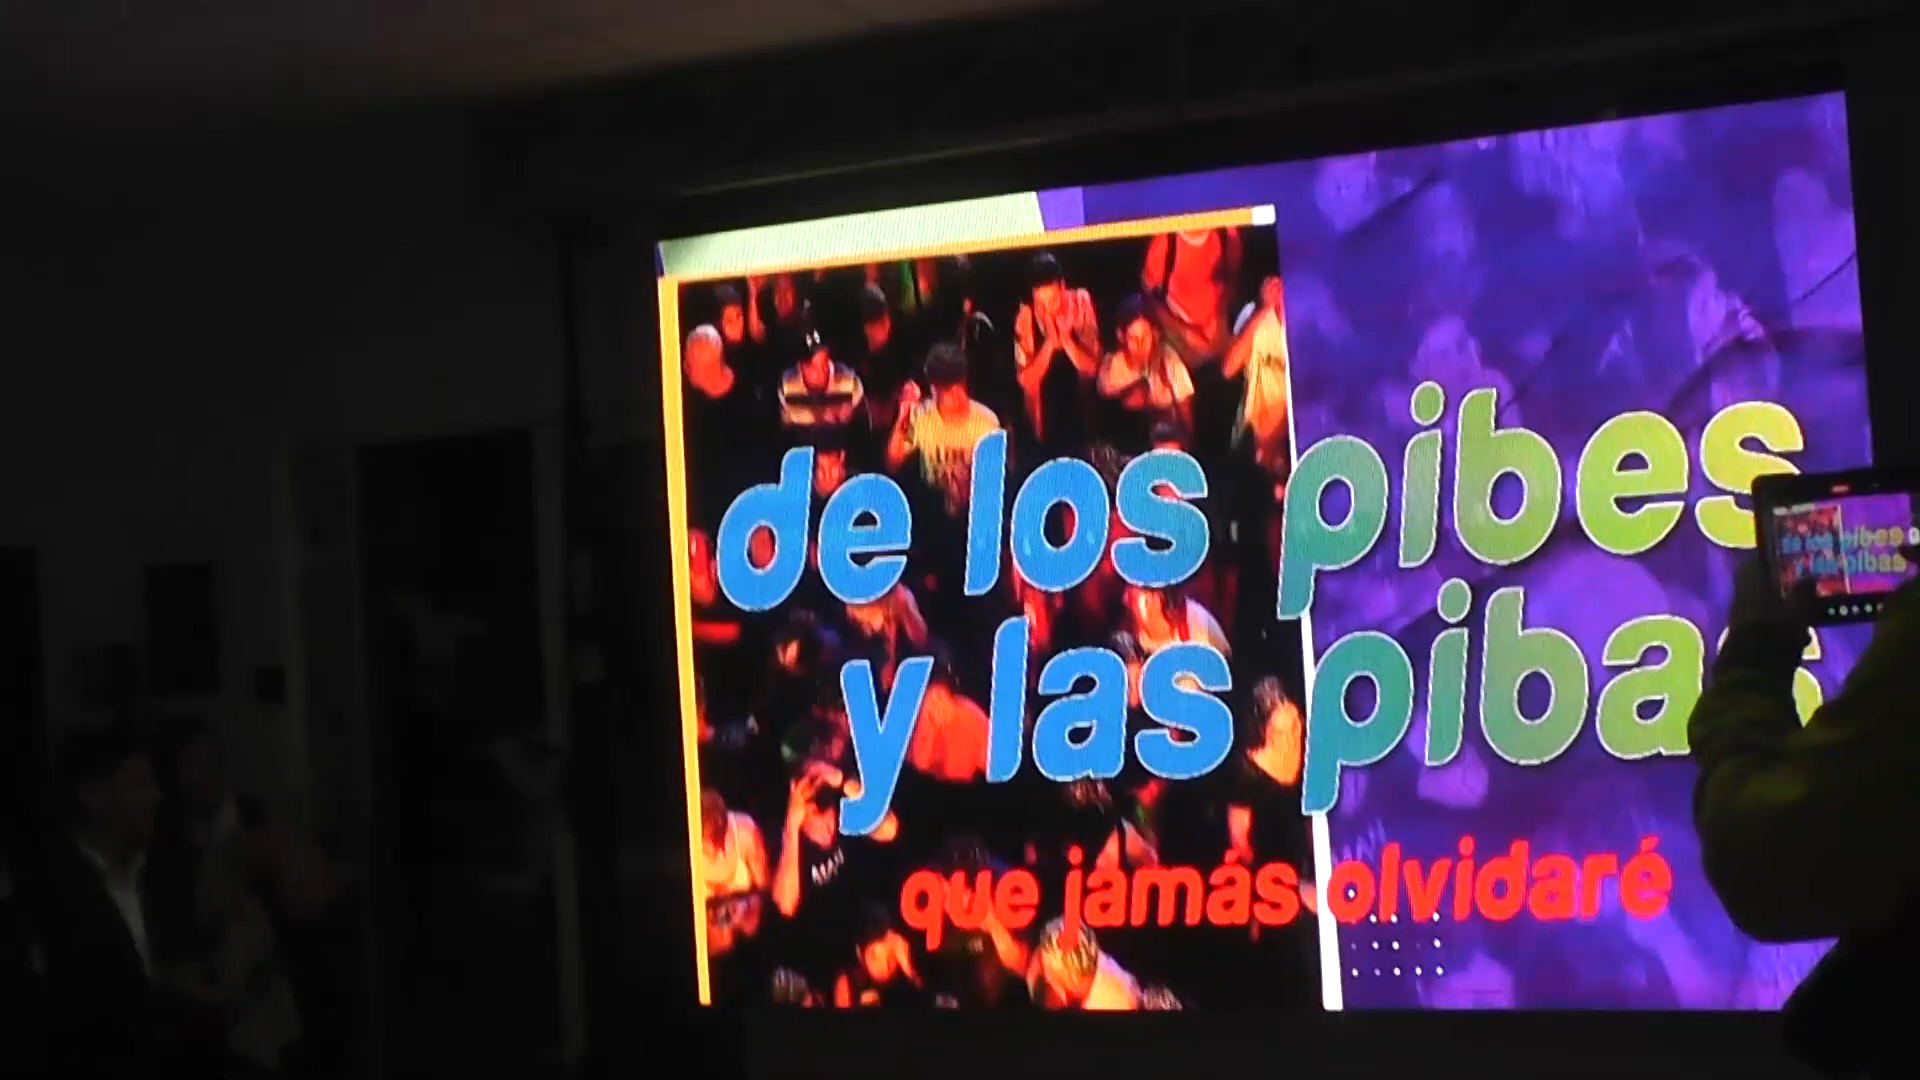 de los pibes
y las pibas
que jamás olvidaré